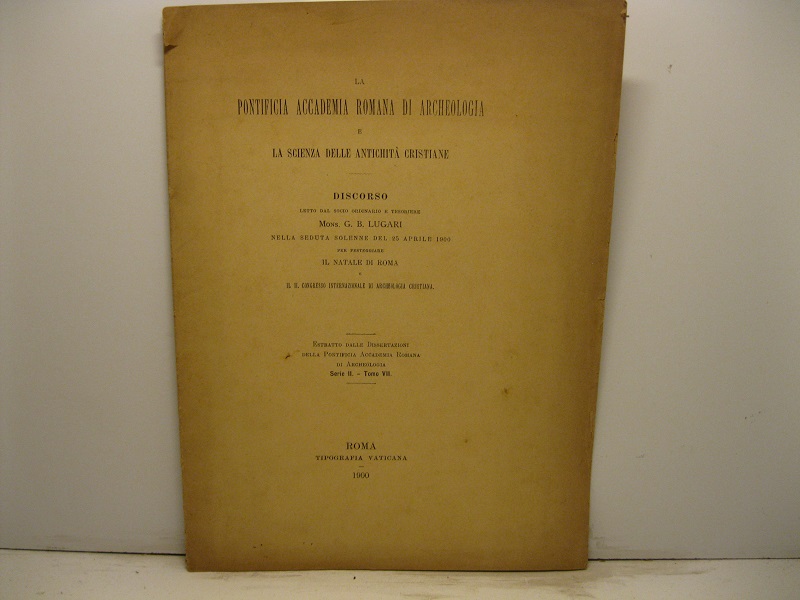 LA
PONTIFICIA ACCADEMIA ROMANA DI ARCHEOLOGIA
E
LA SCIENZA DELLE ANTICHITÀ CRISTIANE
DISCORSO
LETTO DAL SOCIO ORDINARIO E TESORIERE
MONS. G. B. LUGARI
NELLA SEDUTA SOLENNE DEL 25 APRILE 1900
PER FESTEGGIARE
IL NATALE DI ROMA
E
IL II. CONGRESSO INTERNAZIONALE DI ARCHEOLOGIA CRISTIANA.
ESTRATTO DALLE DISSERTAZIONI
DELLA PONTIFICIA ACCADEMIA ROMANA
DI ARCHEOLOGIA
Serie II. - Tomo VII.
ROMA
TIPOGRAFIA VATICANA
1900